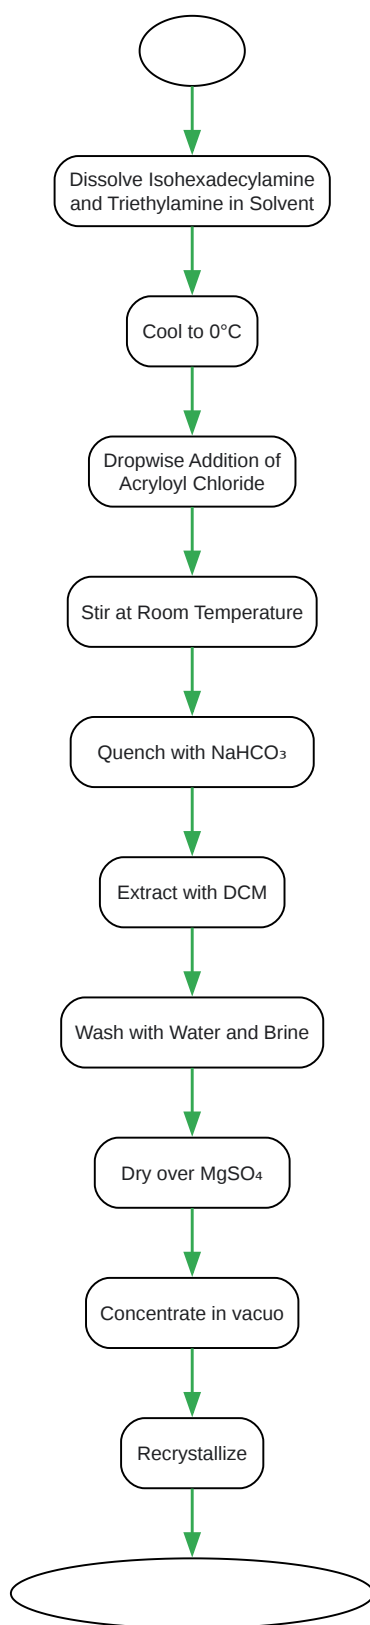 Dissolve Isohexadecylamine
and Triethylamine in Solvent
Cool to 0°C
Dropwise Addition of
Acryloyl Chloride
Stir at Room Temperature
Quench with NaHCO₃
Extract with DCM
Wash with Water and Brine
Dry over MgSO₄
Concentrate in vacuo
Recrystallize